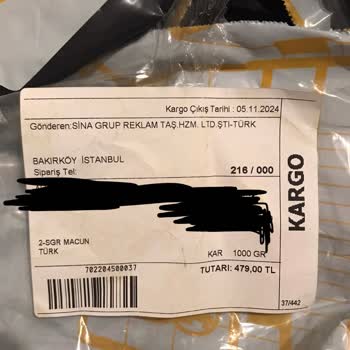 Kargo Çıkış Tarihi : 05.11.2024
Gönderen:SİNA GRUP REKLAM TAŞ.HZM. LTD.ŞTİ-TÜRK
BAKIRKÖY İSTANBUL
Sipariş Tel:
216 / 000
2-SGR MACUN
TÜRK
KAR 1000 GR
702204500037
TUTARI: 479,00 TL
KARGO
37/442